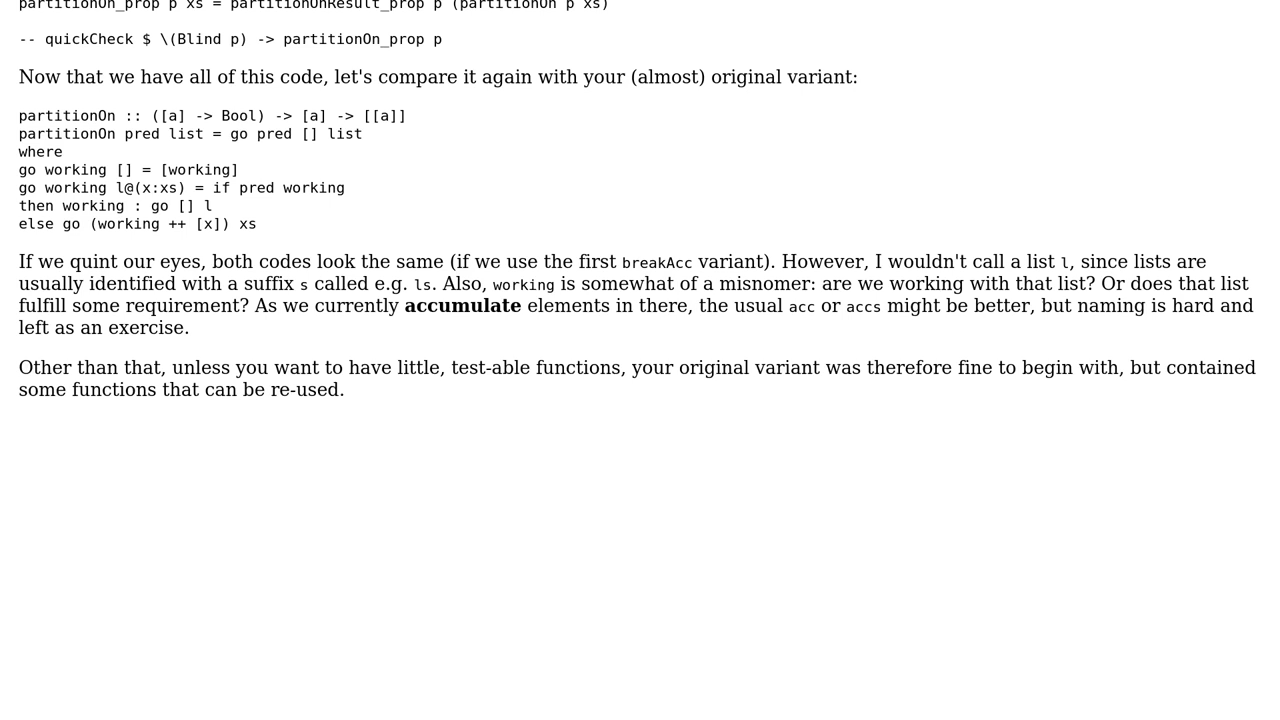 partitionOn_prop p xs = partitionOnResult_prop p (partitionOn p xs)
-- quickCheck $ \(Blind p) -> partitionOn_prop p
Now that we have all of this code, let's compare it again with your (almost) original variant:
partitionOn :: ([a] -> Bool) -> [a] -> [[a]]
partitionOn pred list = go pred [] list
where
go working [] = [working]
go working l@(x:xs) = if pred working
then working : go [] l
else go (working ++ [x]) xs
If we quint our eyes, both codes look the same (if we use the first breakAcc variant). However, I wouldn't call a list l, since lists are
usually identified with a suffix s called e.g. ls. Also, working is somewhat of a misnomer: are we working with that list? Or does that list
fulfill some requirement? As we currently accumulate elements in there, the usual acc or accs might be better, but naming is hard and
left as an exercise.
Other than that, unless you want to have little, test-able functions, your original variant was therefore fine to begin with, but contained
some functions that can be re-used.